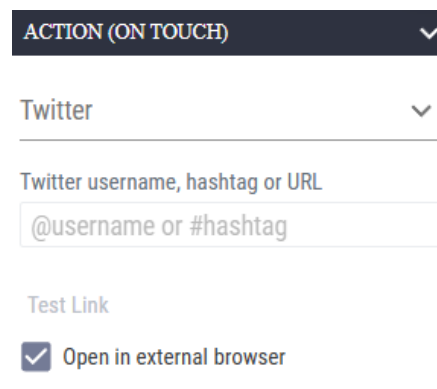 ACTION (ON TOUCH)
Twitter
Twitter username, hashtag or URL
@username or #hashtag
Test Link
Open in external browser